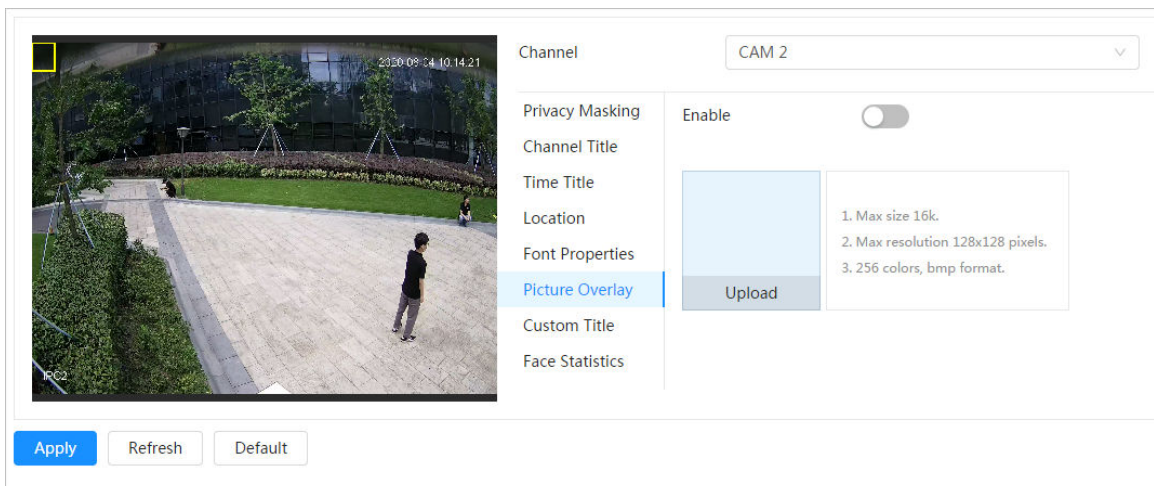 2020-09-04 10:14:21
IPC2
Channel
CAM 2
Privacy Masking
Channel Title
Time Title
Location
Font Properties
Picture Overlay
Custom Title
Face Statistics
Enable
Upload
1. Max size 16k.
2. Max resolution 128x128 pixels.
3. 256 colors, bmp format.
Apply
Refresh
Default